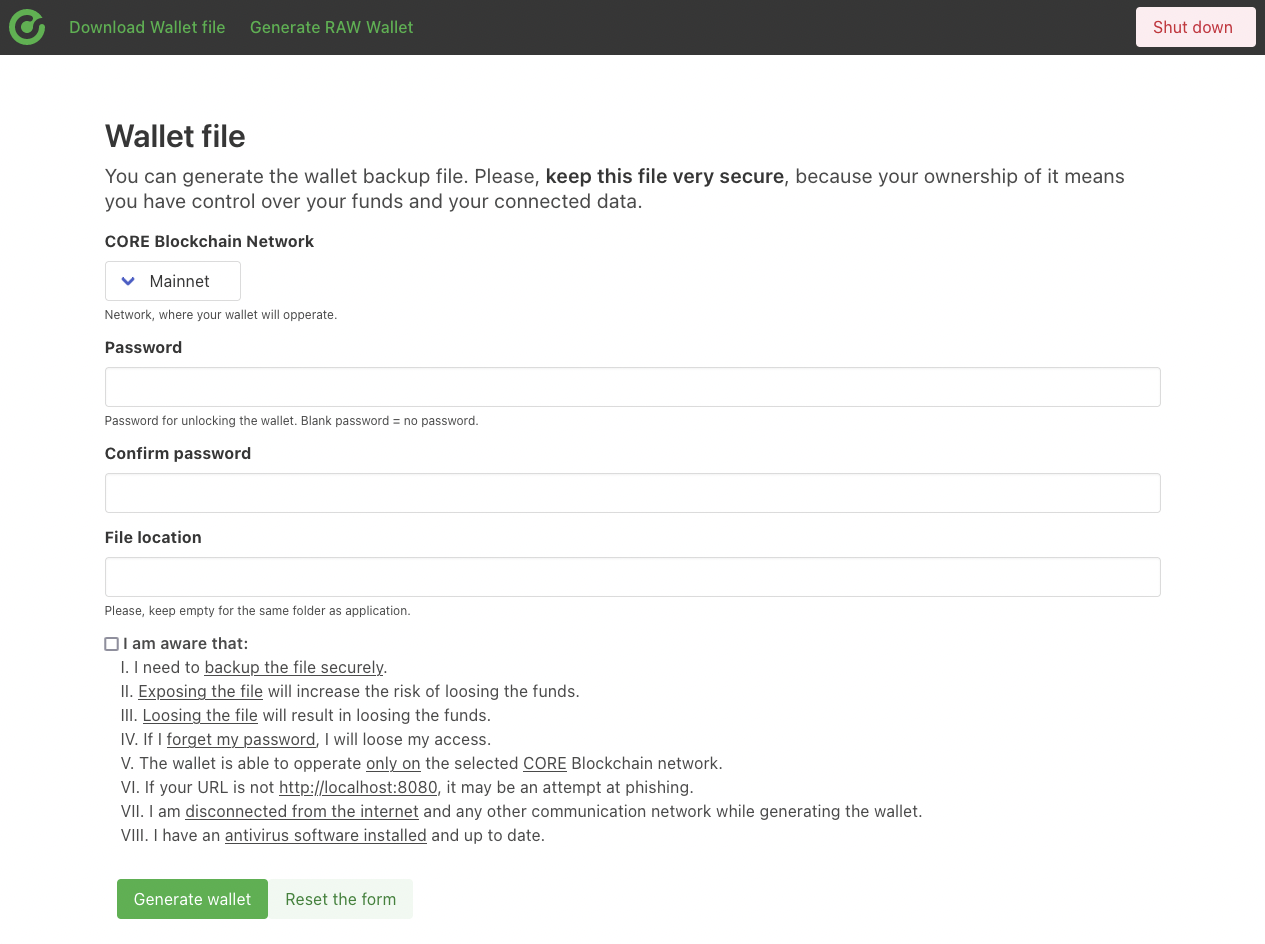 Download Wallet file
Generate RAW Wallet
Shut down
Wallet file
You can generate the wallet backup file. Please, keep this file very secure, because your ownership of it means
you have control over your funds and your connected data.
CORE Blockchain Network
Mainnet
Network, where your wallet will opperate.
Password
Password for unlocking the wallet. Blank password = no password.
Confirm password
File location
Please, keep empty for the same folder as application.
I am aware that:
I. I need to backup the file securely.
II. Exposing the file will increase the risk of loosing the funds.
III. Loosing the file will result in loosing the funds.
IV. If I forget my password, I will loose my access.
V. The wallet is able to opperate only on the selected CORE Blockchain network.
VI. If your URL is not http://localhost:8080, it may be an attempt at phishing.
VII. I am disconnected from the internet and any other communication network while generating the wallet.
VIII. I have an antivirus software installed and up to date.
Generate wallet
Reset the form